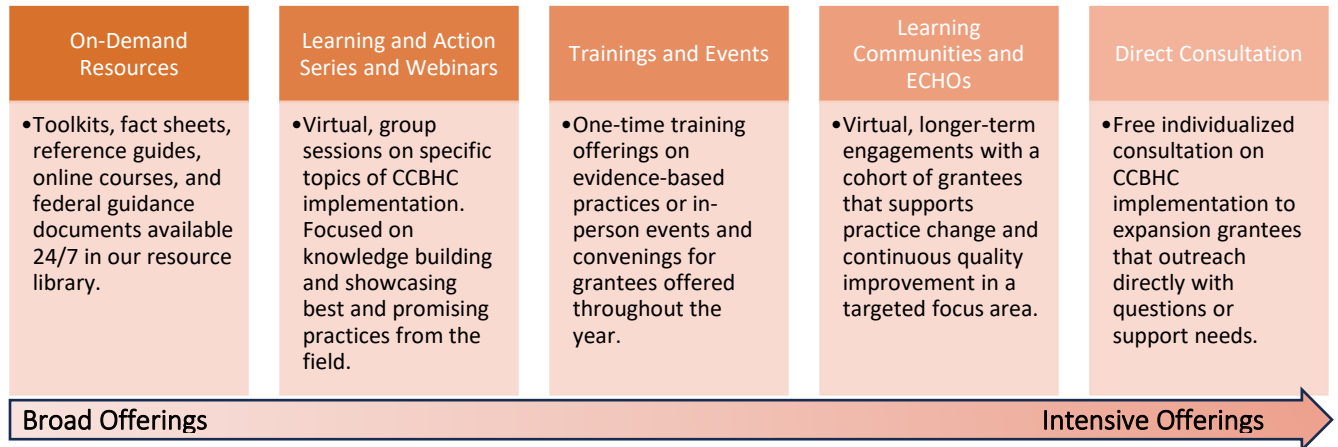 On-Demand
Resources
•Toolkits, fact sheets,
reference guides,
online courses, and
federal guidance
documents available
24/7 in our resource
library.
Learning and Action
Series and Webinars
•Virtual, group
sessions on specific
topics of CCBHC
implementation.
Focused on
knowledge building
and showcasing
best and promising
practices from the
field.
Trainings and Events
•One-time training
offerings on
evidence-based
practices or in-
person events and
convenings for
grantees offered
throughout the
year.
Learning
Communities and
ECHOs
•Virtual, longer-term
engagements with a
cohort of grantees
that supports
practice change and
continuous quality
improvement in a
targeted focus area.
Direct Consultation
•Free individualized
consultation on
CCBHC
implementation to
expansion grantees
that outreach
directly with
questions or
support needs.
Broad Offerings
Intensive Offerings